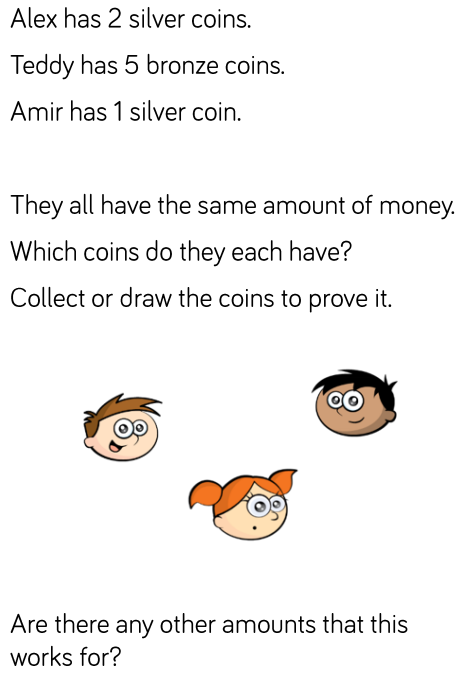 Alex has 2 silver coins.
Teddy has 5 bronze coins.
Amir has 1 silver coin.
They all have the same amount of money.
Which coins do they each have?
Collect or draw the coins to prove it.
Are there any other amounts that this
works for?